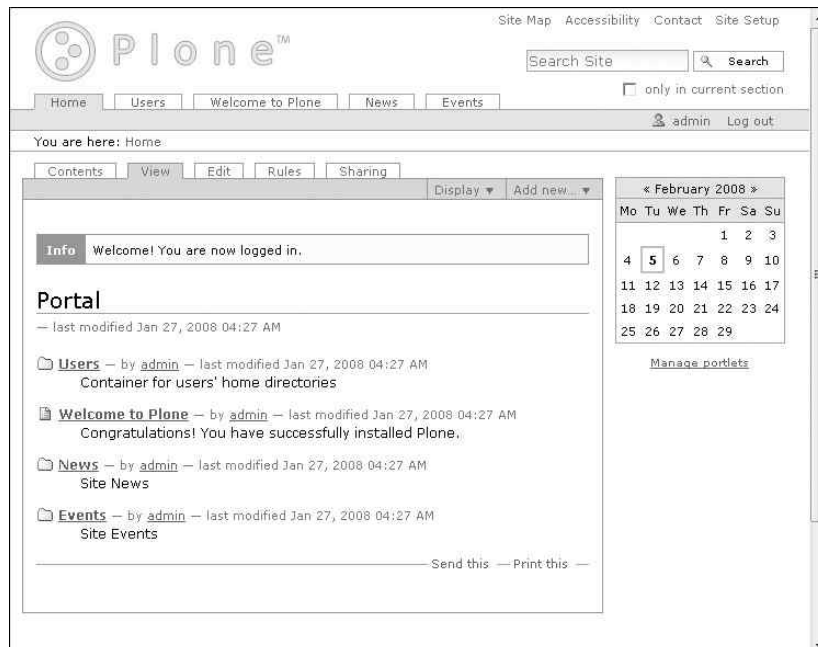 Site Map Accessibility Contact Site Setup
Plone™
Search Site Search
only in current section
Home Users Welcome to Plone News Events
admin Log out
You are here: Home
Contents View Edit Rules Sharing
Display ▼ Add new... ▼
« February 2008 »
Mo Tu We Th Fr Sa Su
1 2 3
4 5 6 7 8 9 10
11 12 13 14 15 16 17
18 19 20 21 22 23 24
25 26 27 28 29
Manage portlets
Info Welcome! You are now logged in.
Portal
— last modified Jan 27, 2008 04:27 AM
Users — by admin — last modified Jan 27, 2008 04:27 AM
Container for users' home directories
Welcome to Plone — by admin — last modified Jan 27, 2008 04:27 AM
Congratulations! You have successfully installed Plone.
News — by admin — last modified Jan 27, 2008 04:27 AM
Site News
Events — by admin — last modified Jan 27, 2008 04:27 AM
Site Events
Send this — Print this —